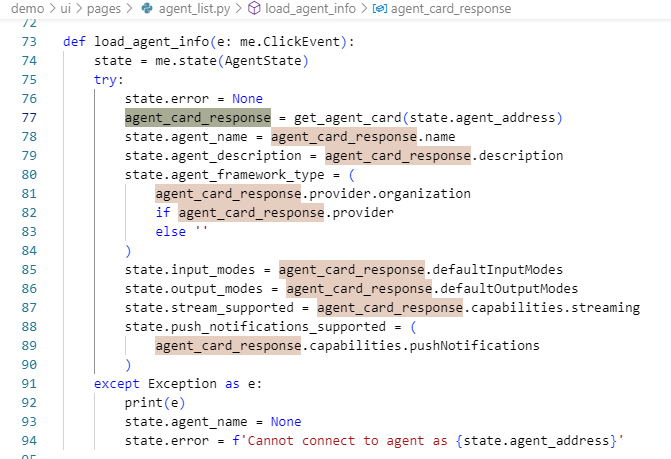 demo > ui > pages > agent_list.py > load_agent_info > agent_card_response
72
73 def load_agent_info(e: me.ClickEvent):
74     state = me.state(AgentState)
75     try:
76         state.error = None
77         agent_card_response = get_agent_card(state.agent_address)
78         state.agent_name = agent_card_response.name
79         state.agent_description = agent_card_response.description
80         state.agent_framework_type = (
81             agent_card_response.provider.organization
82             if agent_card_response.provider
83             else ''
84         )
85         state.input_modes = agent_card_response.defaultInputModes
86         state.output_modes = agent_card_response.defaultOutputModes
87         state.stream_supported = agent_card_response.capabilities.streaming
88         state.push_notifications_supported = (
89             agent_card_response.capabilities.pushNotifications
90         )
91     except Exception as e:
92         print(e)
93         state.agent_name = None
94         state.error = f'Cannot connect to agent as {state.agent_address}'